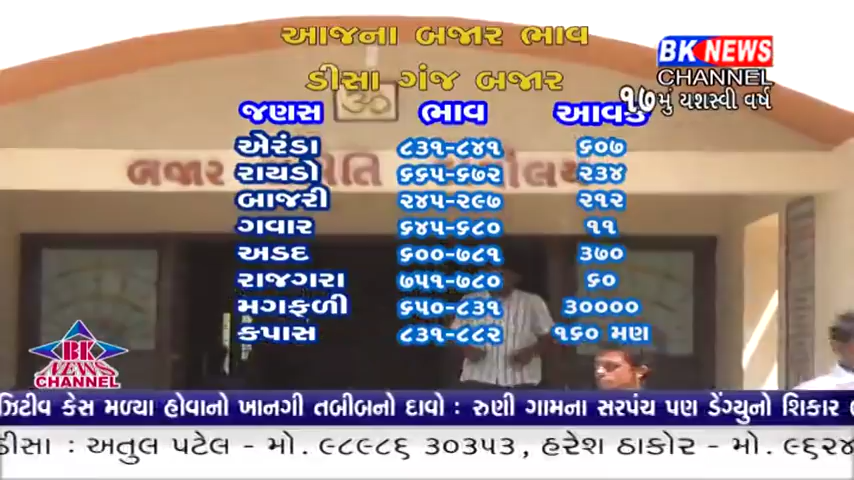 આજના બજાર ભાવ
ડીસા ગંજ બજાર
BK NEWS
CHANNEL
૧૭મું યશસ્વી વર્ષ
ૐ
જણસ ભાવ આવક
એરંડા ૮૩૧-૮૪૧ ૬૦૭
બજાર
રાયડો ૬૬૫-૬૭૨ ૨૩૪
બાજરી ૨૪૫-૨૯૭ ૨૧૨
ગવાર ૬૪૫-૬૮૦ ૧૧
અડદ ૬૦૦-૭૮૧ ૩૭૦
રાજગરા ૭૫૧-૭૮૦ ૬૦
મગફળી ૬૫૦-૮૩૧ ૩૦૦૦૦
કપાસ ૮૩૧-૮૮૨ ૧૬૦ મણ
BK
NEWS
CHANNEL
ઝિટીવ કેસ મળ્યા હોવાનો ખાનગી તબીબનો દાવો : રુણી ગામના સરપંચ પણ ડેંગ્યુનો શિકાર
ડીસા : અતુલ પટેલ - મો. ૯૮૯૮૬ ૩૦૩૫૩, હરેશ ઠાકોર - મો. ૯૬૨૪